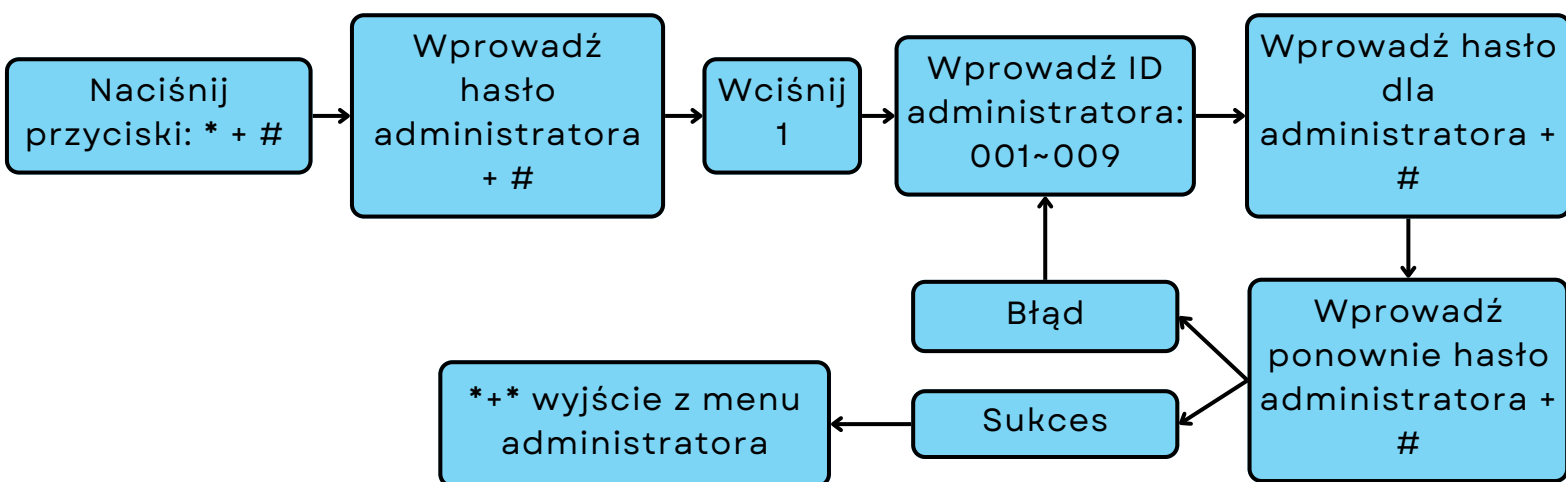 Naciśnij
przyciski: * + #
Wprowadź
hasło
administratora
+ #
Wciśnij
1
Wprowadź ID
administratora:
001~009
Wprowadź hasło
dla
administratora +
#
Wprowadź
ponownie hasło
administratora +
#
Błąd
Sukces
*+* wyjście z menu
administratora